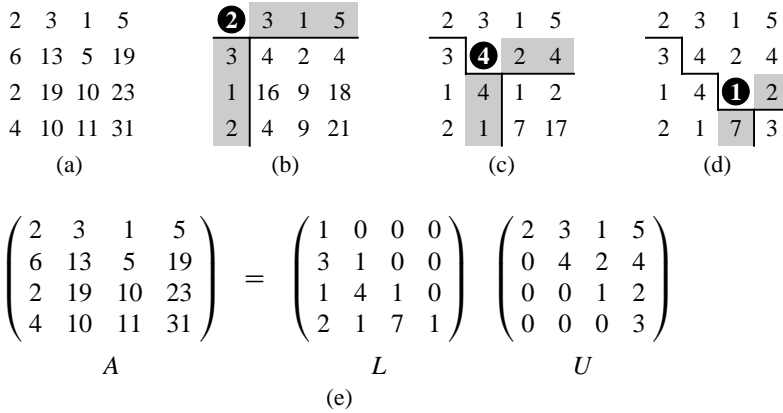 2 3 1 5 2 3 1 5 2 3 1 5 2 3 1 5
6 13 5 19 3 4 2 4 3 4 2 4 3 4 2 4
2 19 10 23 1 16 9 18 1 4 1 2 1 4 1 2
4 10 11 31 2 4 9 21 2 1 7 17 2 1 7 3
(a) (b) (c) (d)
2 3 1 5 1 0 0 0 2 3 1 5
6 13 5 19 3 1 0 0 0 4 2 4
2 19 10 23 = 1 4 1 0 0 0 1 2
4 10 11 31 2 1 7 1 0 0 0 3
A L U
(e)